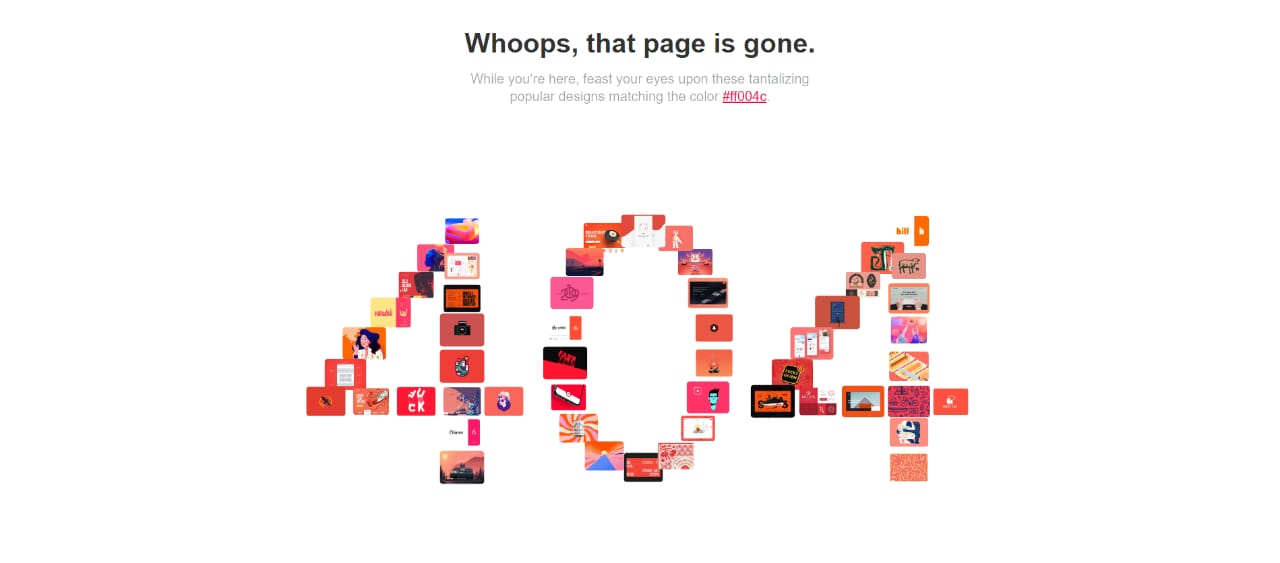 Whoops, that page is gone.
While you're here, feast your eyes upon these tantalizing
popular designs matching the color #ff004c.
bill